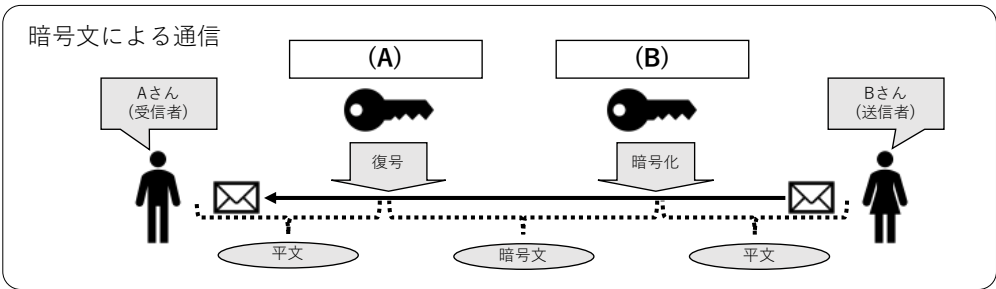 暗号文による通信
(A)
(B)
Aさん
(受信者)
Bさん
(送信者)
復号
暗号化
平文
暗号文
平文